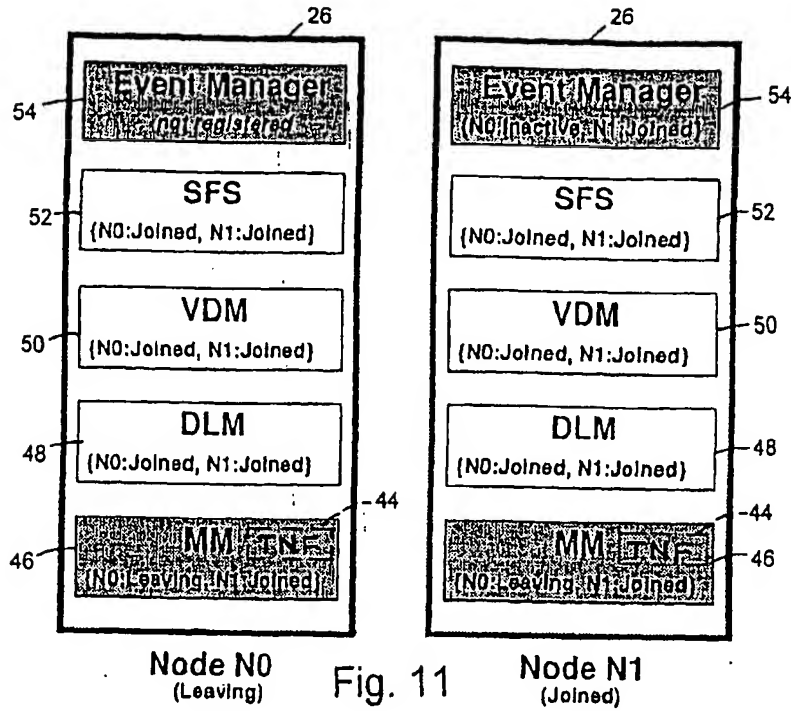 26
26
Event Manager
not registered
54
Event Manager
{N0:Inactive, N1:Joined}
54
SFS
{N0:Joined, N1:Joined}
52
SFS
{N0:Joined, N1:Joined}
52
VDM
{N0:Joined, N1:Joined}
50
VDM
{N0:Joined, N1:Joined}
50
DLM
{N0:Joined, N1:Joined}
48
DLM
{N0:Joined, N1:Joined}
48
44
44
MM TNF
{N0:Leaving, N1:Joined}
46
MM TNF
{N0:Leaving, N1:Joined}
46
Node N0
(Leaving)
Fig. 11
Node N1
(Joined)